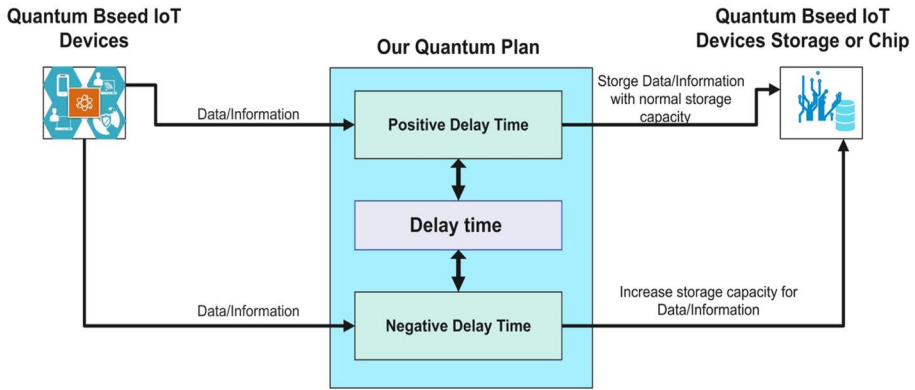 Quantum Bseed IoT
Devices
Our Quantum Plan
Quantum Bseed IoT
Devices Storage or Chip
Data/Information
Positive Delay Time
Storge Data/Information
with normal storage
capacity
Delay time
Data/Information
Negative Delay Time
Increase storage capacity for
Data/Information